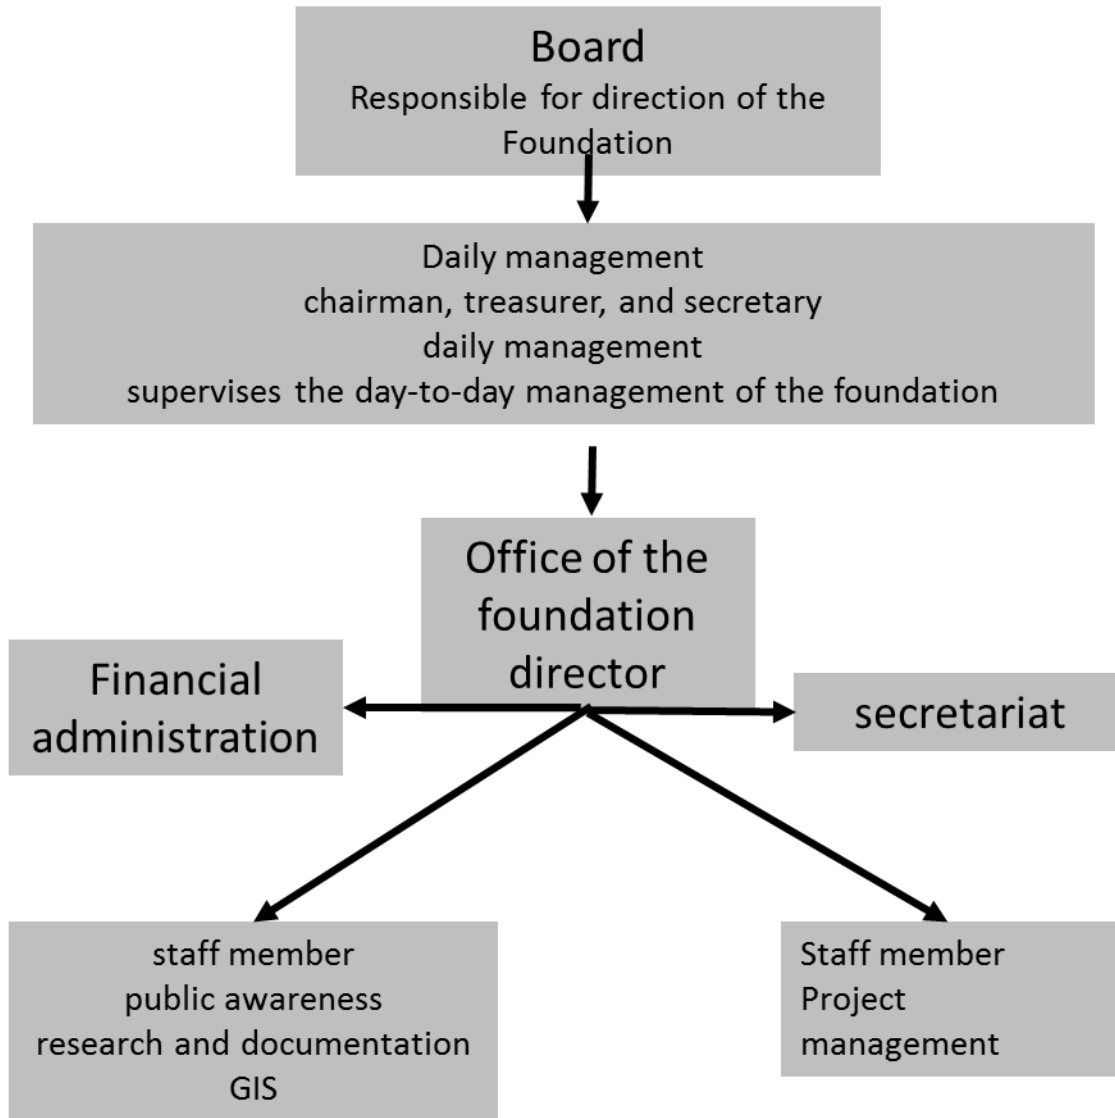 Board
Responsible for direction of the
Foundation
Daily management
chairman, treasurer, and secretary
daily management
supervises the day-to-day management of the foundation
Office of the
foundation
director
Financial
administration
secretariat
staff member
public awareness
research and documentation
GIS
Staff member
Project
management